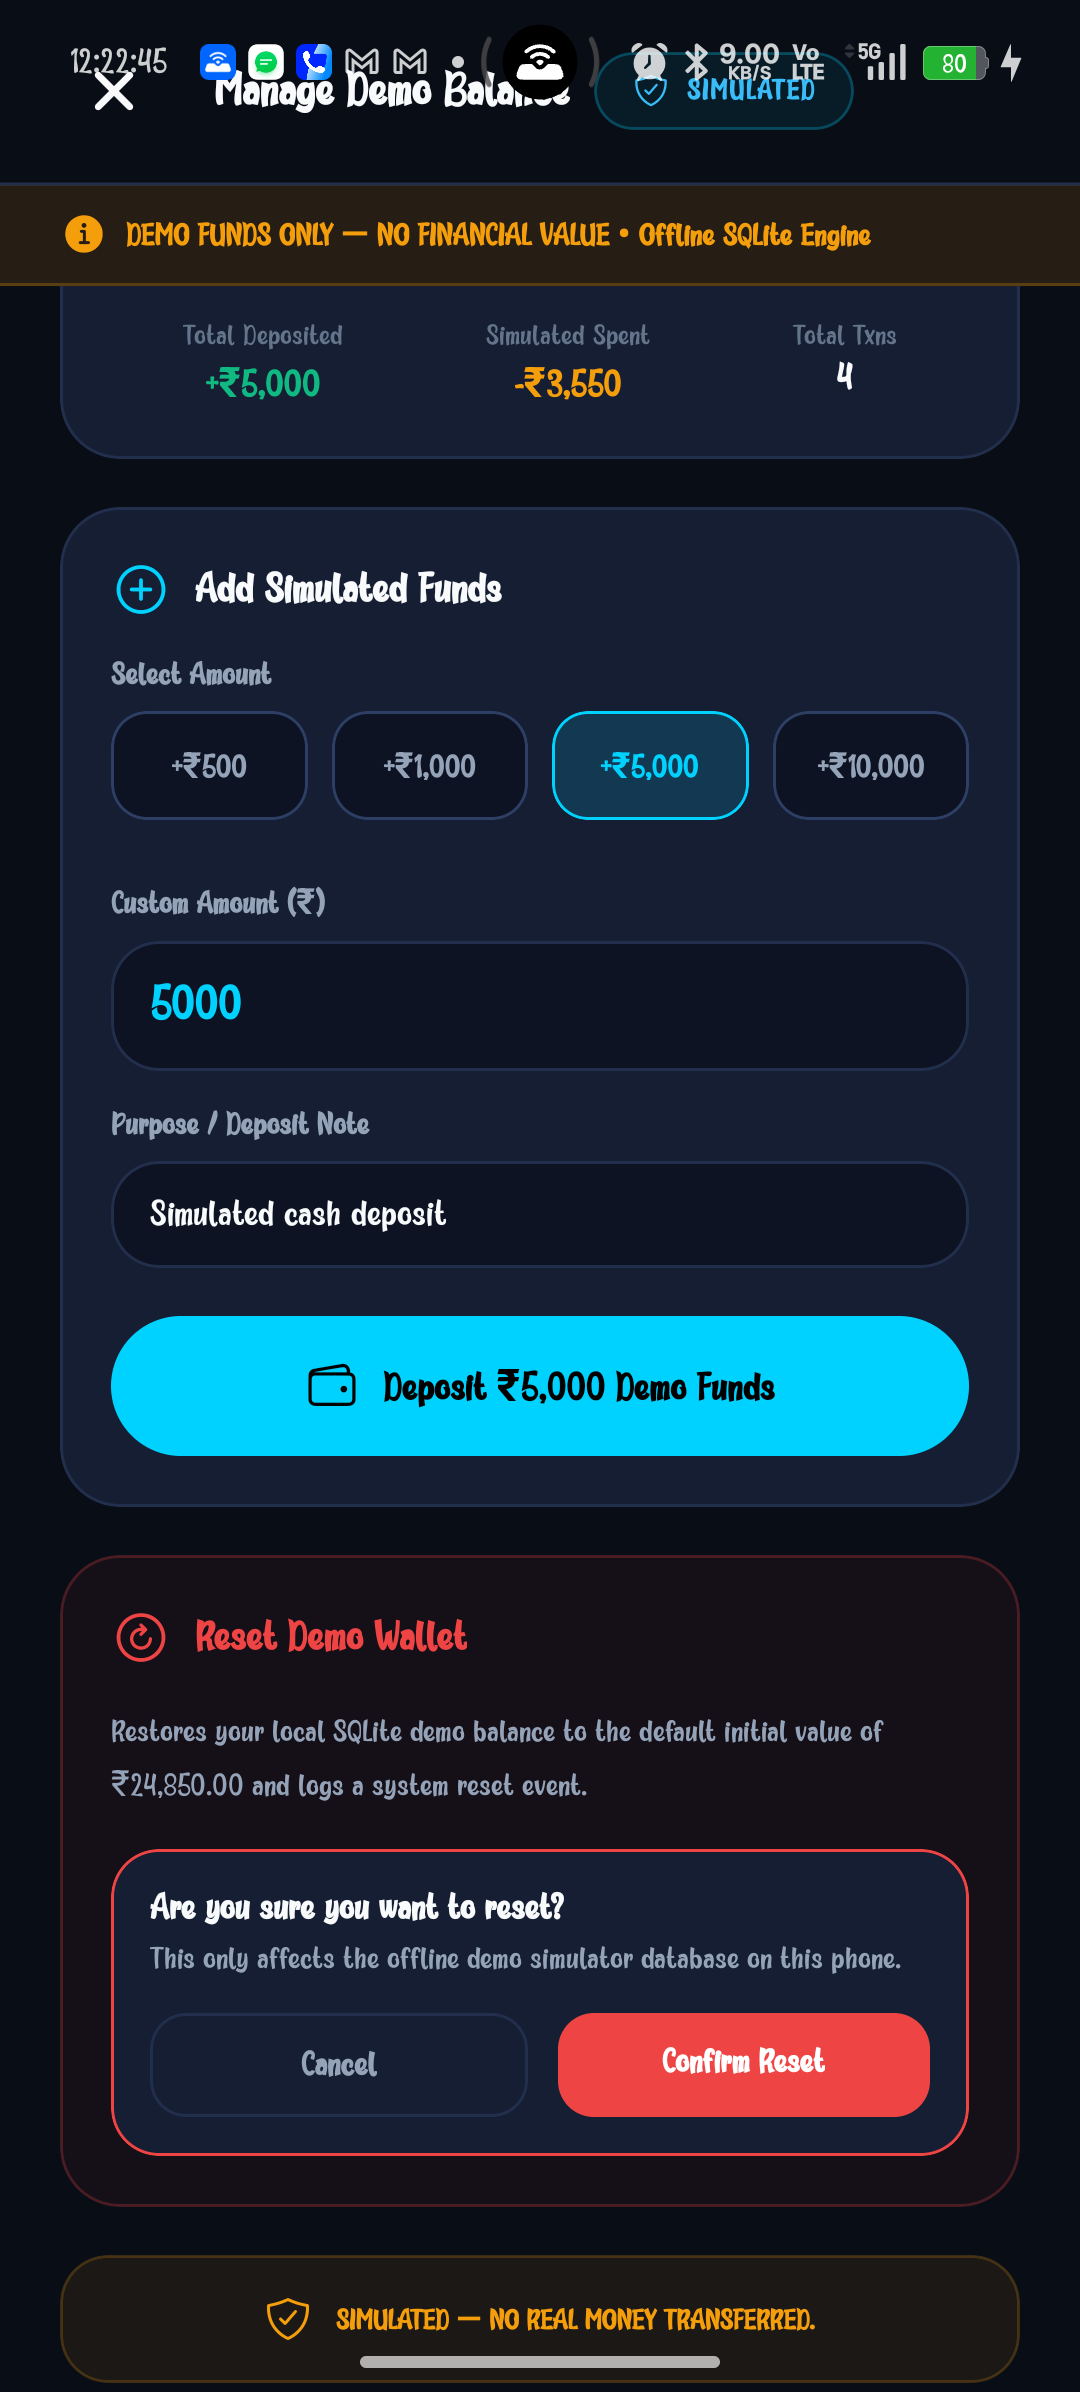 12:22:45
9.00 KB/S
Vo LTE
5G
80
Manage Demo Balance
SIMULATED
DEMO FUNDS ONLY — NO FINANCIAL VALUE • Offline SQLite Engine
Total Deposited
Simulated Spent
Total Txns
+₹5,000
-₹3,550
4
Add Simulated Funds
Select Amount
+₹500
+₹1,000
+₹5,000
+₹10,000
Custom Amount (₹)
5000
Purpose / Deposit Note
Simulated cash deposit
Deposit ₹5,000 Demo Funds
Reset Demo Wallet
Restores your local SQLite demo balance to the default initial value of
₹24,850.00 and logs a system reset event.
Are you sure you want to reset?
This only affects the offline demo simulator database on this phone.
Cancel
Confirm Reset
SIMULATED — NO REAL MONEY TRANSFERRED.